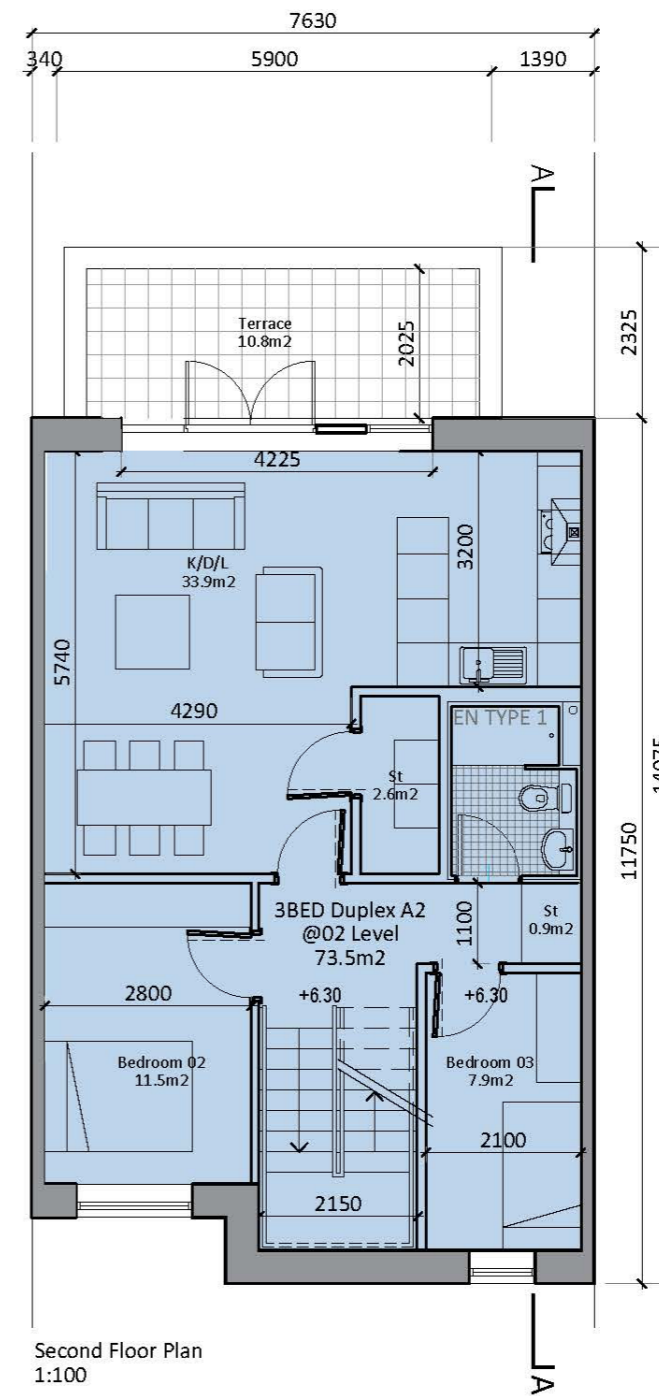 7630
340
5900
1390
A
Terrace
10.8m2
2025
2325
4225
K/D/L
33.9m2
3200
5740
4290
EN TYPE 1
St
2.6m2
14075
11750
3BED Duplex A2
@02 Level
73.5m2
1100
St
0.9m2
2800
+6.30
+6.30
Bedroom 02
11.5m2
Bedroom 03
7.9m2
2100
2150
Second Floor Plan
1:100
A